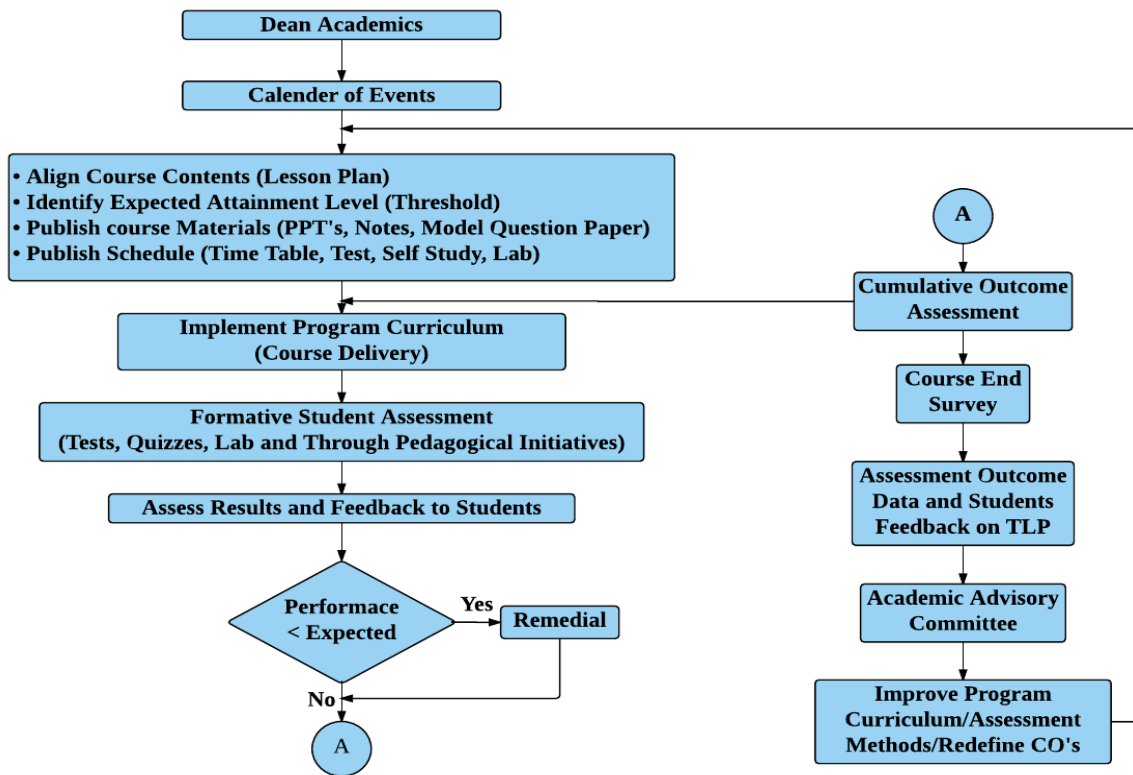 Dean Academics
Calender of Events
• Align Course Contents (Lesson Plan)
• Identify Expected Attainment Level (Threshold)
• Publish course Materials (PPT's, Notes, Model Question Paper)
• Publish Schedule (Time Table, Test, Self Study, Lab)
Implement Program Curriculum
(Course Delivery)
Formative Student Assessment
(Tests, Quizzes, Lab and Through Pedagogical Initiatives)
Assess Results and Feedback to Students
Performace
< Expected
Yes
Remedial
No
A
A
Cumulative Outcome
Assessment
Course End
Survey
Assessment Outcome
Data and Students
Feedback on TLP
Academic Advisory
Committee
Improve Program
Curriculum/Assessment
Methods/Redefine CO's